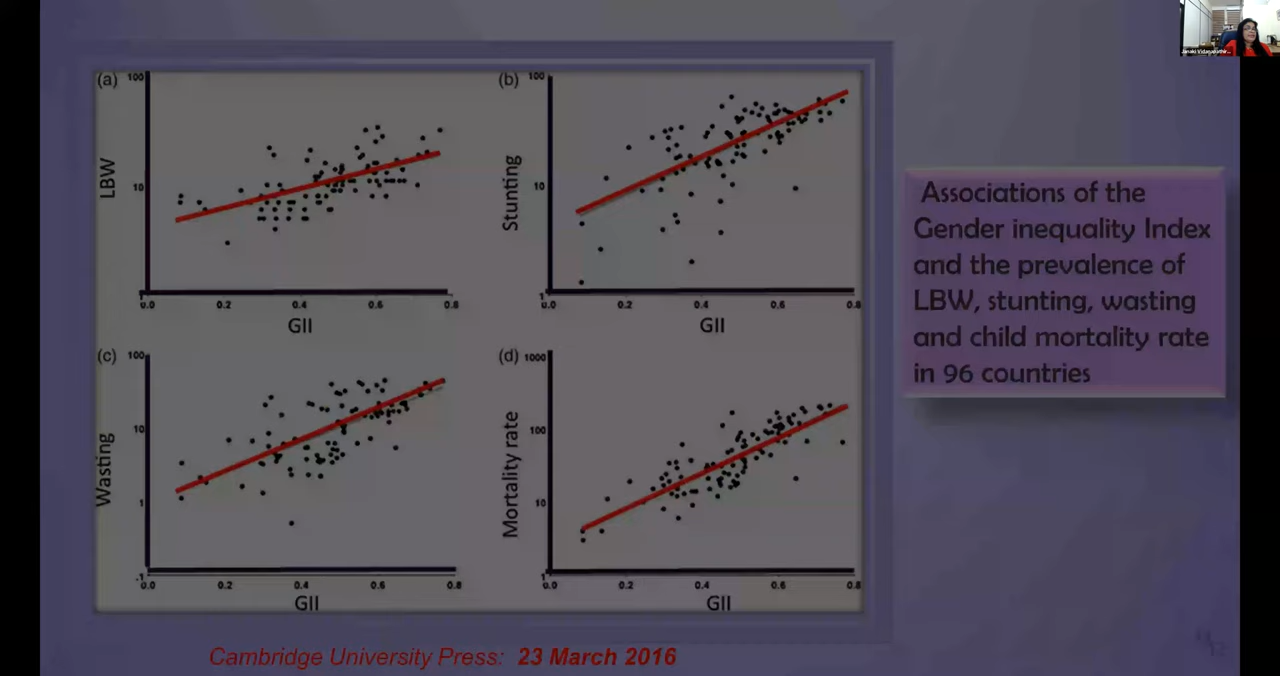 Associations of the
Gender inequality Index
and the prevalence of
LBW, stunting, wasting
and child mortality rate
in 96 countries
(a)
100
10
1
LBW
0.0 0.2 0.4 0.6 0.8
GII
(b)
100
10
1
Stunting
0.0 0.2 0.4 0.6 0.8
GII
(c)
100
10
1
-1
Wasting
0.0 0.2 0.4 0.6 0.8
GII
(d)
1000
100
10
1
Mortality rate
0.0 0.2 0.4 0.6 0.8
GII
Cambridge University Press: 23 March 2016